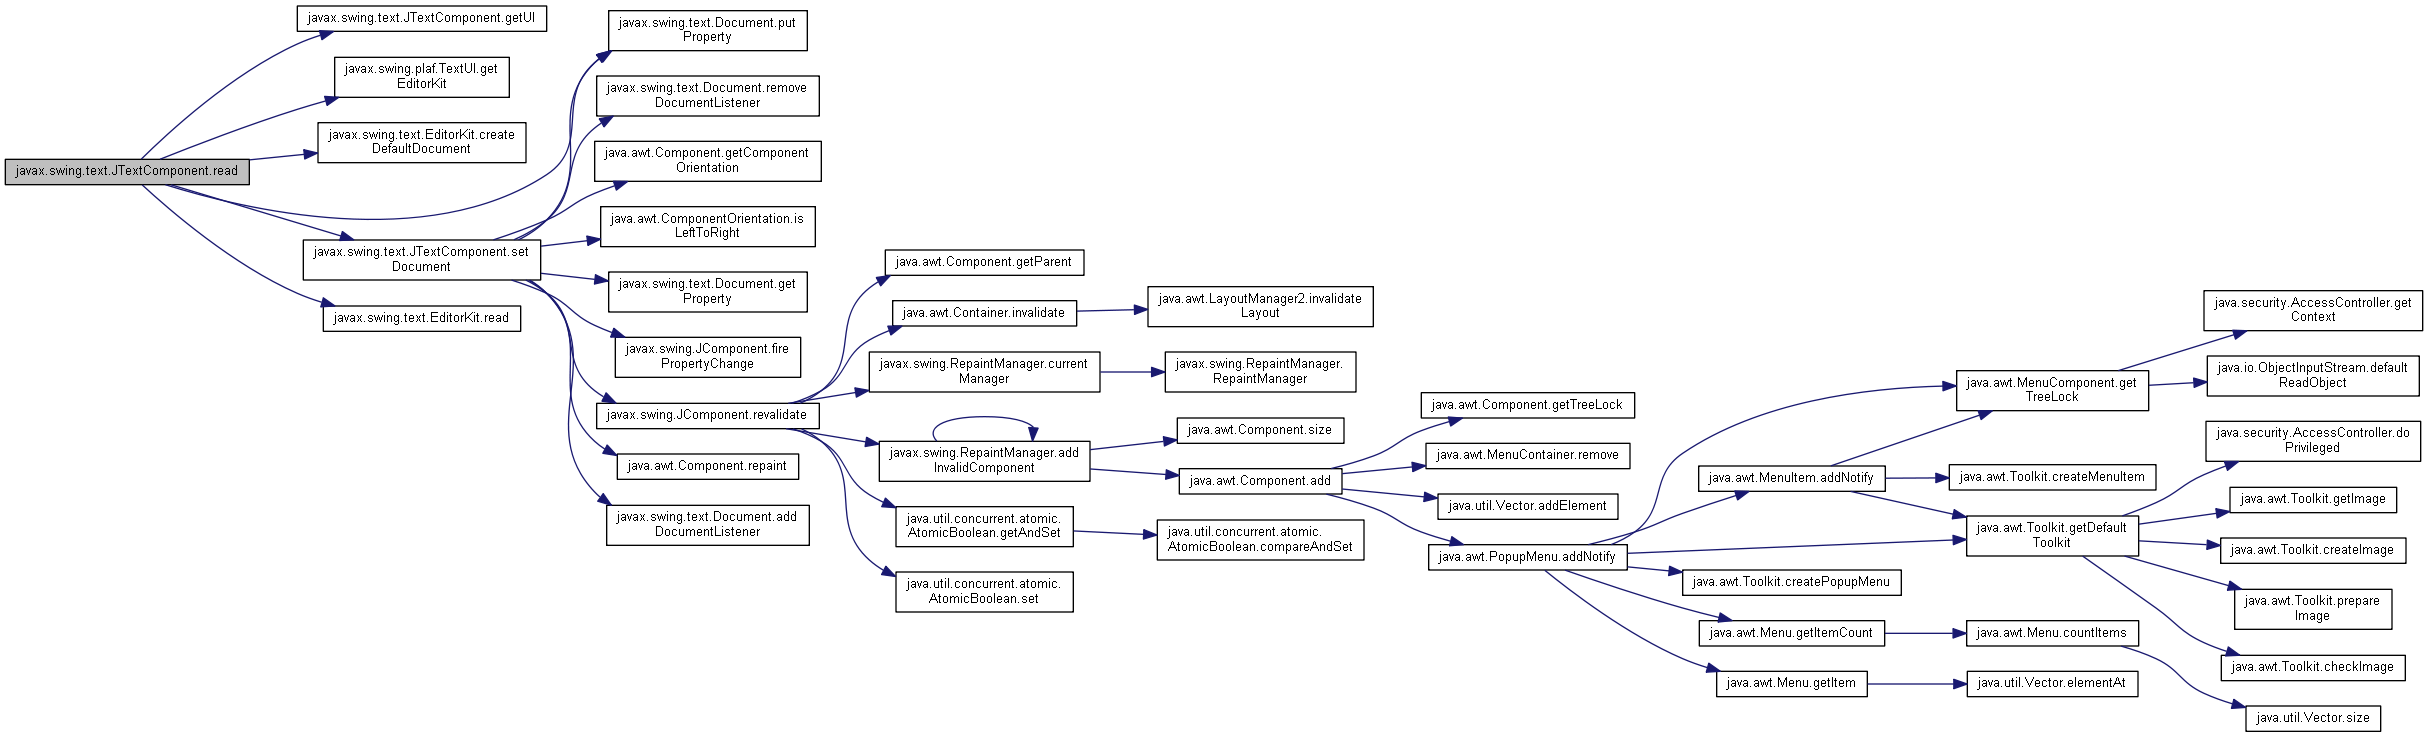 javax.swing.text.JTextComponent.read
javax.swing.text.JTextComponent.getUI
javax.swing.plaf.TextUI.get
EditorKit
javax.swing.text.EditorKit.create
DefaultDocument
javax.swing.text.JTextComponent.set
Document
javax.swing.text.EditorKit.read
javax.swing.text.Document.put
Property
javax.swing.text.Document.remove
DocumentListener
java.awt.Component.getComponent
Orientation
java.awt.ComponentOrientation.is
LeftToRight
javax.swing.text.Document.get
Property
javax.swing.JComponent.fire
PropertyChange
javax.swing.JComponent.revalidate
java.awt.Component.repaint
javax.swing.text.Document.add
DocumentListener
java.awt.Component.getParent
java.awt.Container.invalidate
javax.swing.RepaintManager.current
Manager
javax.swing.RepaintManager.add
InvalidComponent
java.util.concurrent.atomic.
AtomicBoolean.getAndSet
java.util.concurrent.atomic.
AtomicBoolean.set
java.awt.LayoutManager2.invalidate
Layout
javax.swing.RepaintManager.
RepaintManager
java.awt.Component.size
java.awt.Component.add
java.util.concurrent.atomic.
AtomicBoolean.compareAndSet
java.awt.Component.getTreeLock
java.awt.MenuContainer.remove
java.util.Vector.addElement
java.awt.PopupMenu.addNotify
java.awt.MenuItem.addNotify
java.awt.Toolkit.createPopupMenu
java.awt.Menu.getItemCount
java.awt.Menu.getItem
java.awt.MenuComponent.get
TreeLock
java.awt.Toolkit.createMenuItem
java.awt.Toolkit.getDefault
Toolkit
java.awt.Menu.countItems
java.util.Vector.elementAt
java.security.AccessController.get
Context
java.io.ObjectInputStream.default
ReadObject
java.security.AccessController.do
Privileged
java.awt.Toolkit.getImage
java.awt.Toolkit.createImage
java.awt.Toolkit.prepare
Image
java.awt.Toolkit.checkImage
java.util.Vector.size